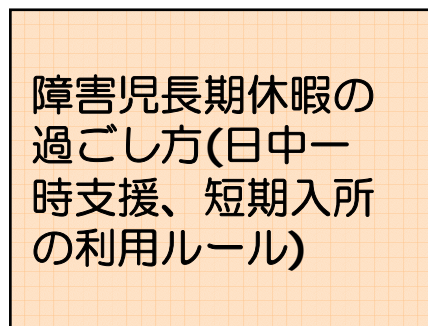 障害児長期休暇の
過ごし方(日中一
時支援、短期入所
の利用ルール)